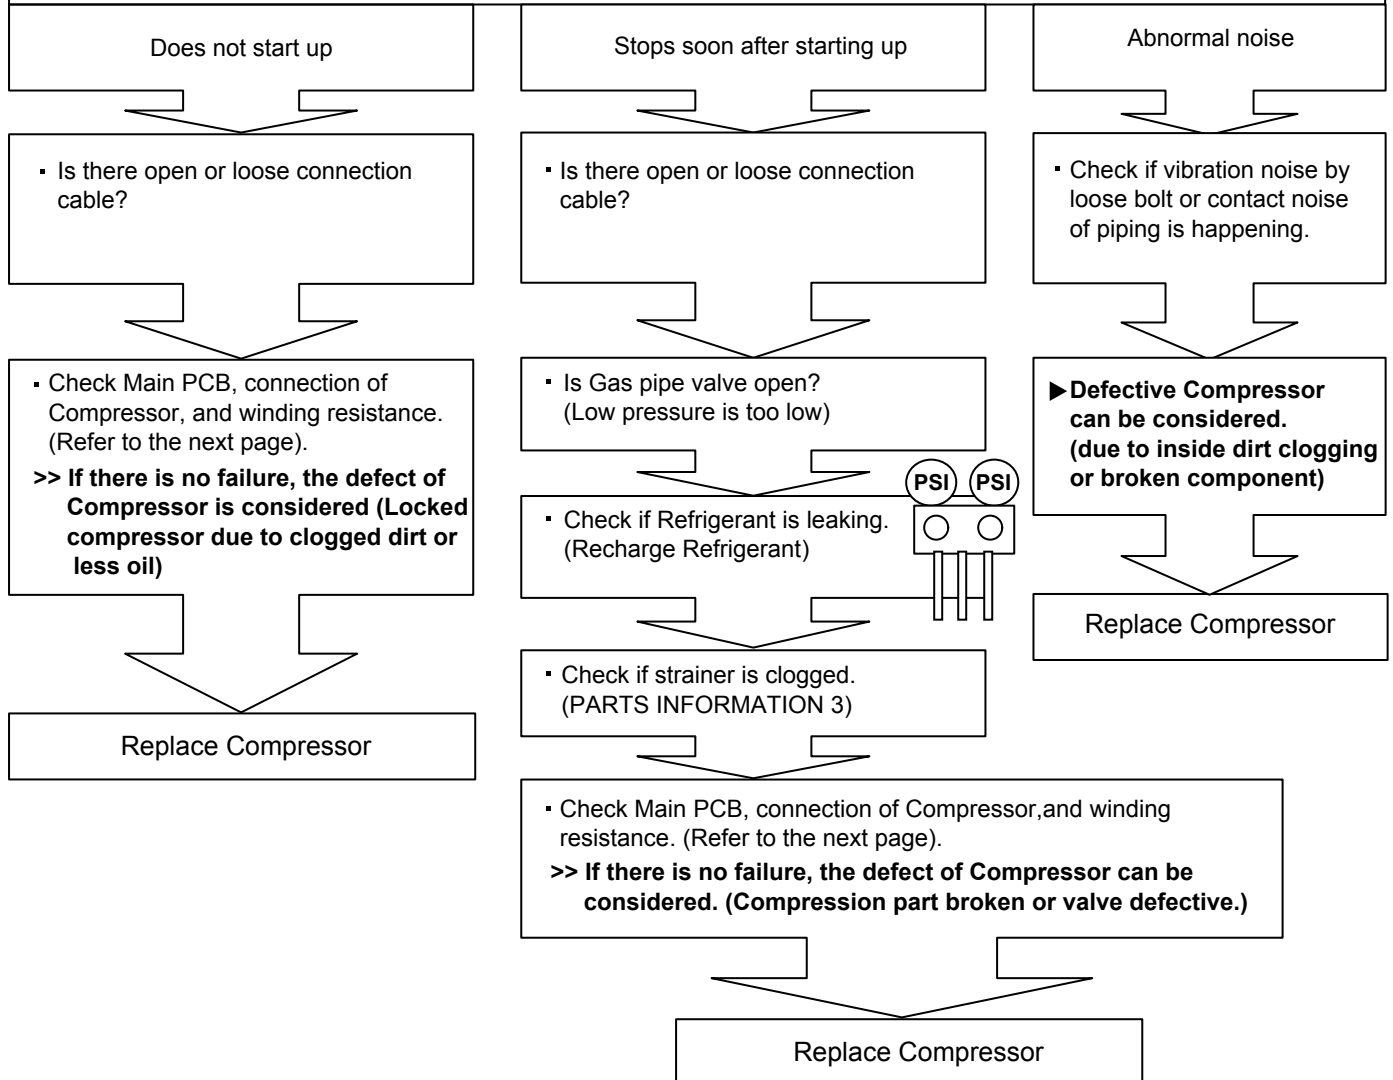 Does not start up
▪ Is there open or loose connection
cable?
▪ Check Main PCB, connection of
Compressor, and winding resistance.
(Refer to the next page).
>> If there is no failure, the defect of
Compressor is considered (Locked
compressor due to clogged dirt or
less oil)
Replace Compressor
Stops soon after starting up
▪ Is there open or loose connection
cable?
▪ Is Gas pipe valve open?
(Low pressure is too low)
▪ Check if Refrigerant is leaking.
(Recharge Refrigerant)
PSI PSI
▪ Check if strainer is clogged.
(PARTS INFORMATION 3)
▪ Check Main PCB, connection of Compressor,and winding
resistance. (Refer to the next page).
>> If there is no failure, the defect of Compressor can be
considered. (Compression part broken or valve defective.)
Replace Compressor
Abnormal noise
▪ Check if vibration noise by
loose bolt or contact noise
of piping is happening.
▶Defective Compressor
can be considered.
(due to inside dirt clogging
or broken component)
Replace Compressor